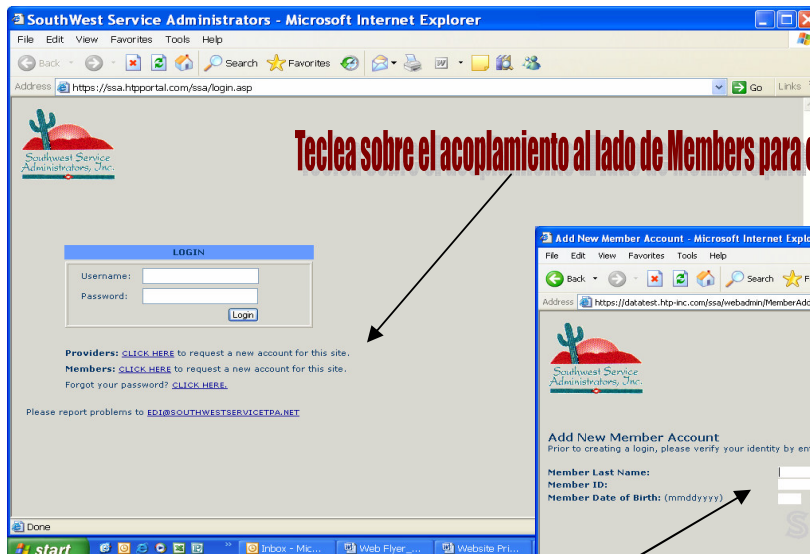 SouthWest Service Administrators - Microsoft Internet Explorer
File Edit View Favorites Tools Help
Back Search Favorites
Address https://ssa.htpportal.com/ssa/login.asp Go Links
Southwest Service
Administrators, Inc.
Teclea sobre el acoplamiento al lado de Members para
LOGIN
Username:
Password:
Login
Providers: CLICK HERE to request a new account for this site.
Members: CLICK HERE to request a new account for this site.
Forgot your password? CLICK HERE.
Please report problems to EDI@SOUTHWESTSERVICETPA.NET
Done
start Inbox - Mic... Web Flyer_... Website Pri...
Add New Member Account - Microsoft Internet Explo
File Edit View Favorites Tools Help
Back Search F
Address https://datatest.htp-inc.com/ssa/webadmin/MemberAdd
Southwest Service
Administrators, Inc.
Add New Member Account
Prior to creating a login, please verify your identity by ent
Member Last Name:
Member ID:
Member Date of Birth: (mmddyyyy)
S